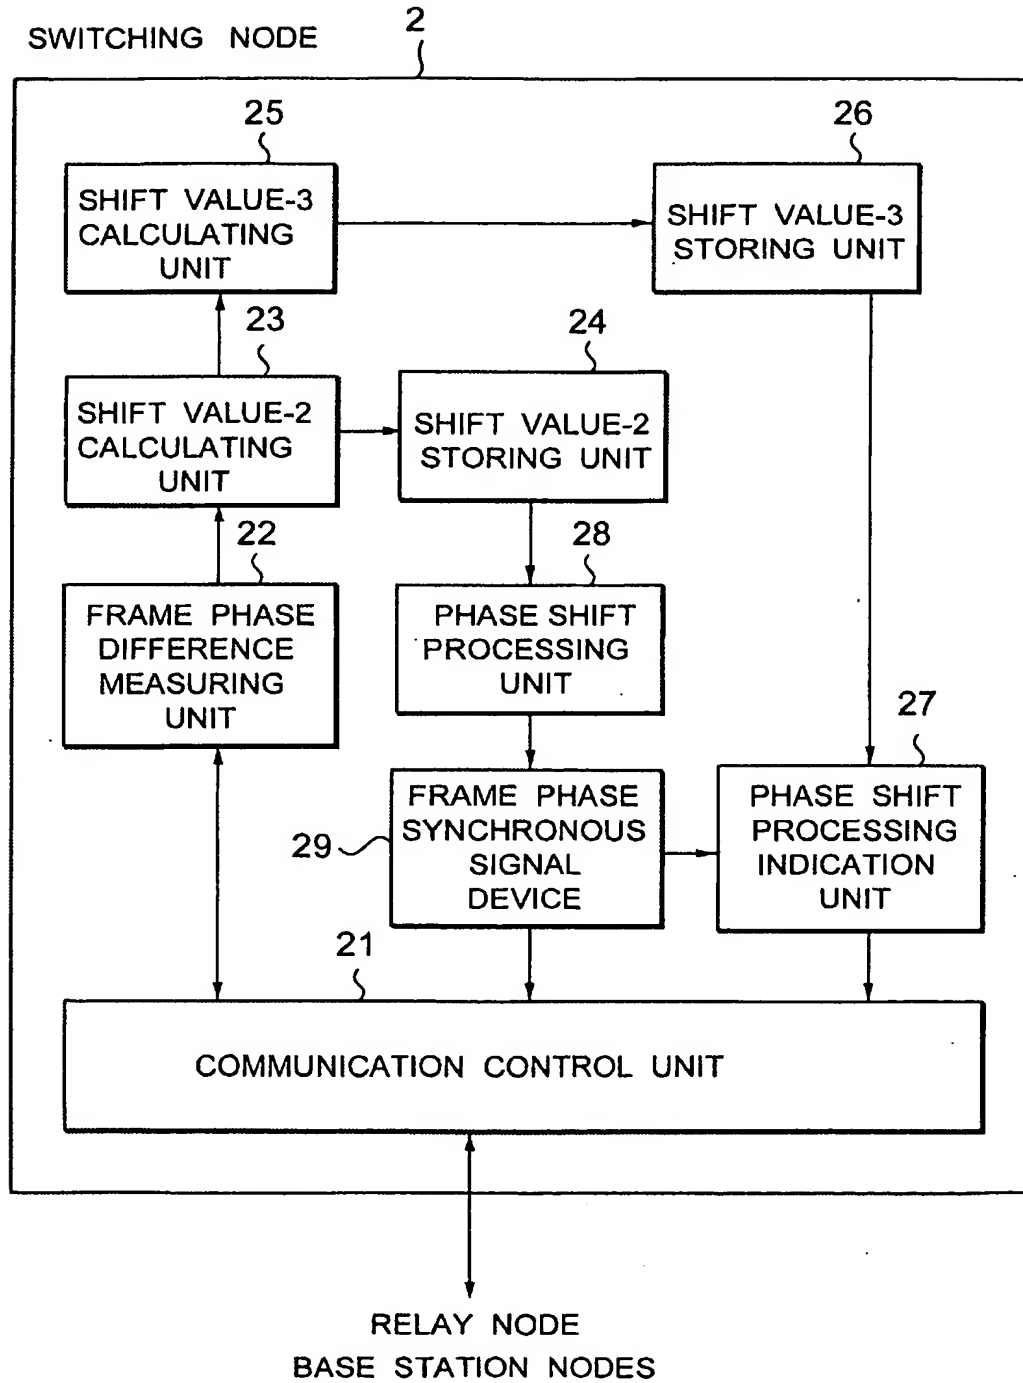 SWITCHING NODE
2
25
26
SHIFT VALUE-3
CALCULATING
UNIT
SHIFT VALUE-3
STORING UNIT
23
24
SHIFT VALUE-2
CALCULATING
UNIT
SHIFT VALUE-2
STORING UNIT
22
28
FRAME PHASE
DIFFERENCE
MEASURING
UNIT
PHASE SHIFT
PROCESSING
UNIT
27
29
FRAME PHASE
SYNCHRONOUS
SIGNAL
DEVICE
PHASE SHIFT
PROCESSING
INDICATION
UNIT
21
COMMUNICATION CONTROL UNIT
RELAY NODE
BASE STATION NODES